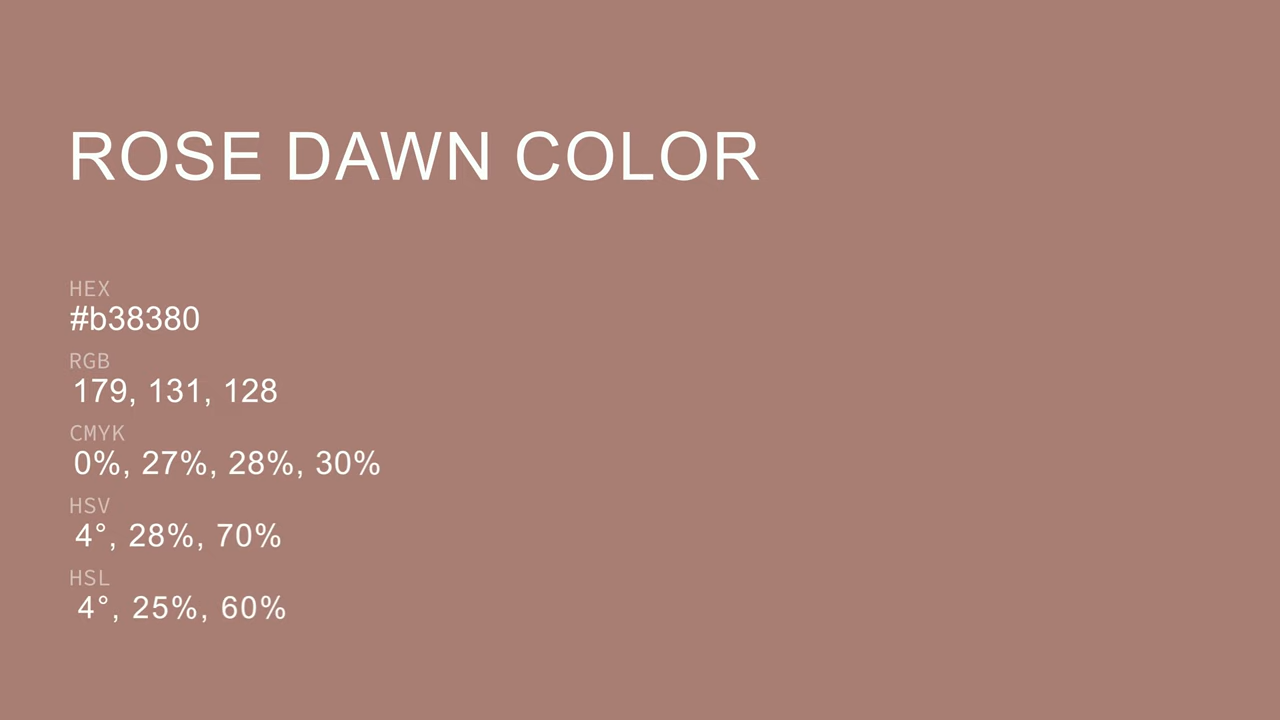 ROSE DAWN COLOR
HEX
#b38380
RGB
179, 131, 128
CMYK
0%, 27%, 28%, 30%
HSV
4°, 28%, 70%
HSL
4°, 25%, 60%